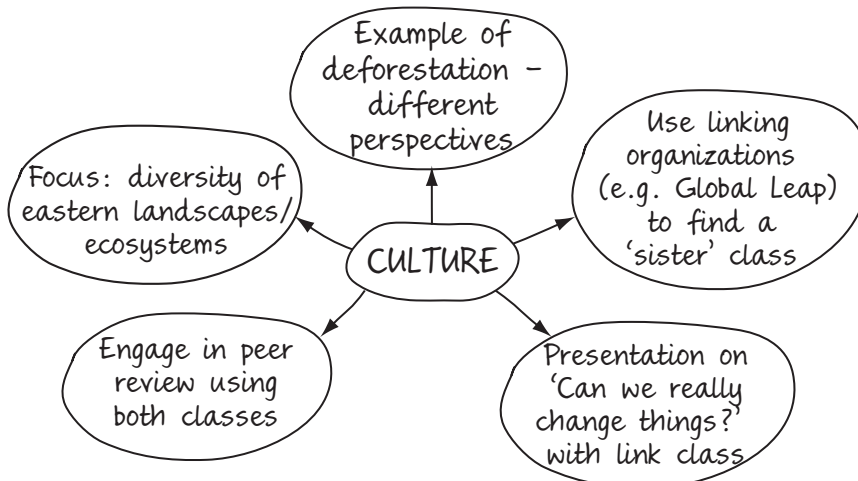 Example of
deforestation –
different
perspectives
Focus: diversity of
eastern landscapes/
ecosystems
Use linking
organizations
(e.g. Global Leap)
to find a
‘sister’ class
CULTURE
Engage in peer
review using
both classes
Presentation on
‘Can we really
change things?’
with link class